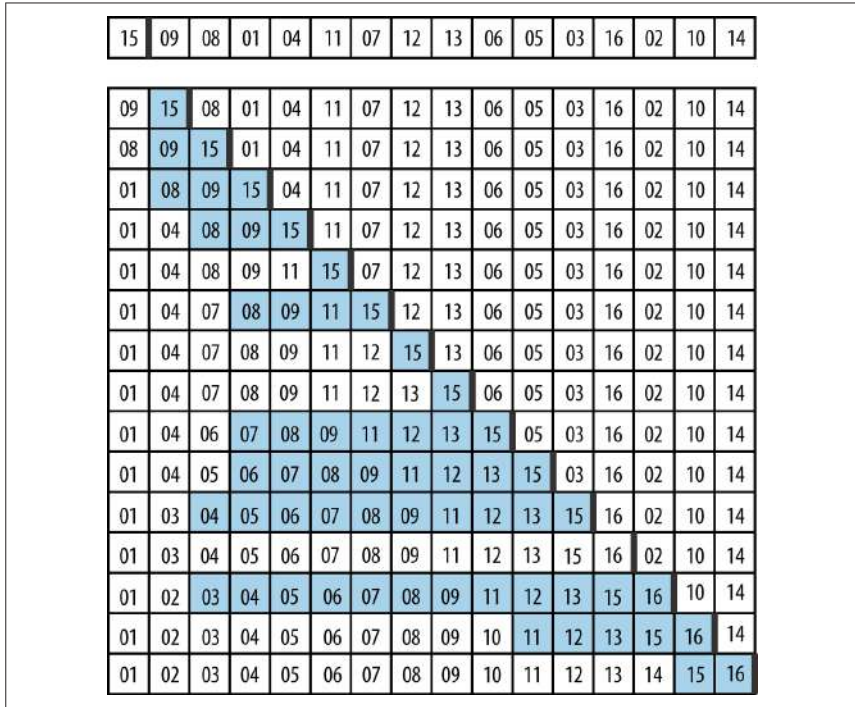 15 09 08 01 04 11 07 12 13 06 05 03 16 02 10 14
09 15 08 01 04 11 07 12 13 06 05 03 16 02 10 14
08 09 15 01 04 11 07 12 13 06 05 03 16 02 10 14
01 08 09 15 04 11 07 12 13 06 05 03 16 02 10 14
01 04 08 09 15 11 07 12 13 06 05 03 16 02 10 14
01 04 08 09 11 15 07 12 13 06 05 03 16 02 10 14
01 04 07 08 09 11 15 12 13 06 05 03 16 02 10 14
01 04 07 08 09 11 12 15 13 06 05 03 16 02 10 14
01 04 07 08 09 11 12 13 15 06 05 03 16 02 10 14
01 04 06 07 08 09 11 12 13 15 05 03 16 02 10 14
01 04 05 06 07 08 09 11 12 13 15 03 16 02 10 14
01 03 04 05 06 07 08 09 11 12 13 15 16 02 10 14
01 03 04 05 06 07 08 09 11 12 13 15 16 02 10 14
01 02 03 04 05 06 07 08 09 11 12 13 15 16 10 14
01 02 03 04 05 06 07 08 09 10 11 12 13 15 16 14
01 02 03 04 05 06 07 08 09 10 11 12 13 14 15 16